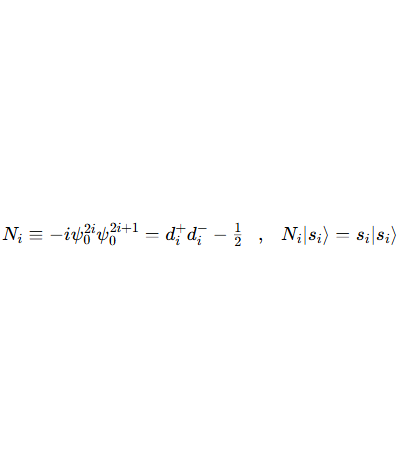 $N_i \equiv -i\psi_0^{2i}\psi_0^{2i+1} = d_i^+ d_i^- - \frac{1}{2} \quad , \quad N_i|s_i\rangle = s_i|s_i\rangle$